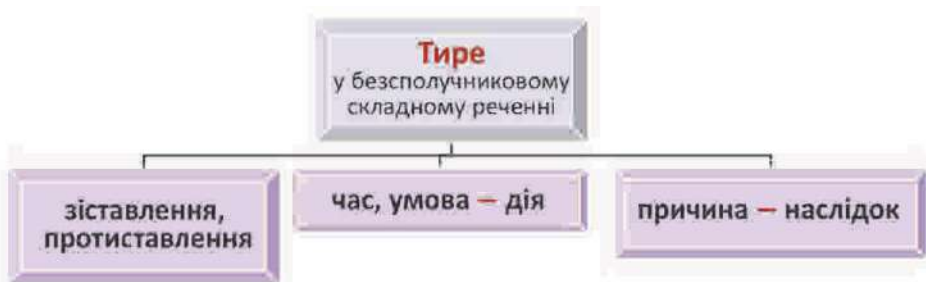 Тире
у безсполучниковому
складному реченні
зіставлення,
протиставлення
час, умова – дія
причина – наслідок